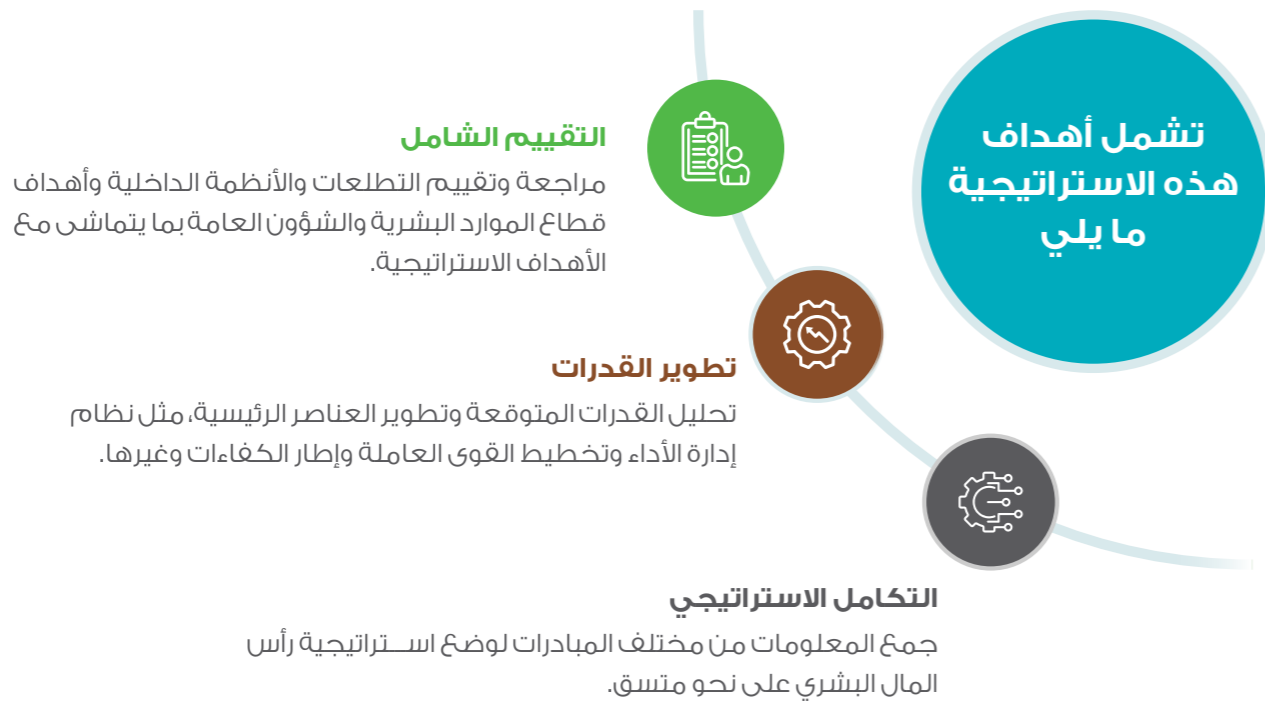 تشمل أهداف
هذه الاستراتيجية
ما يلي
التقييم الشامل
مراجعة وتقييم التطلعات والأنظمة الداخلية وأهداف
قطاع الموارد البشرية والشؤون العامة بما يتماشى مع
الأهداف الاستراتيجية.
تطوير القدرات
تحليل القدرات المتوقعة وتطوير العناصر الرئيسية، مثل نظام
إدارة الأداء وتخطيط القوى العاملة وإطار الكفاءات وغيرها.
التكامل الاستراتيجي
جمع المعلومات من مختلف المبادرات لوضع اســتراتيجية رأس
المال البشري على نحو متسق.